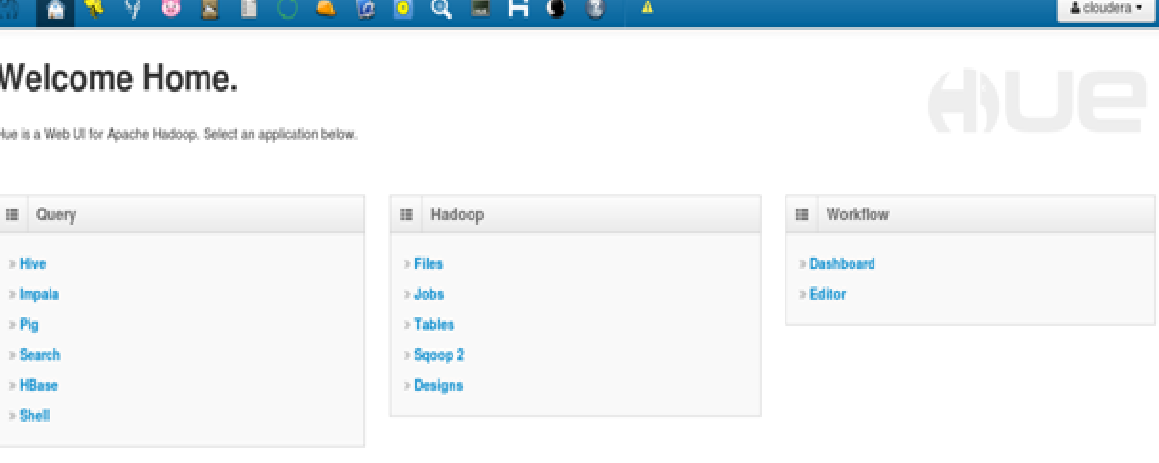 cloudera
Welcome Home.
HUE
Hue is a Web UI for Apache Hadoop. Select an application below.
Query
Hive
Impala
Pig
Search
HBase
Shell
Hadoop
Files
Jobs
Tables
Sqoop 2
Designs
Workflow
Dashboard
Editor